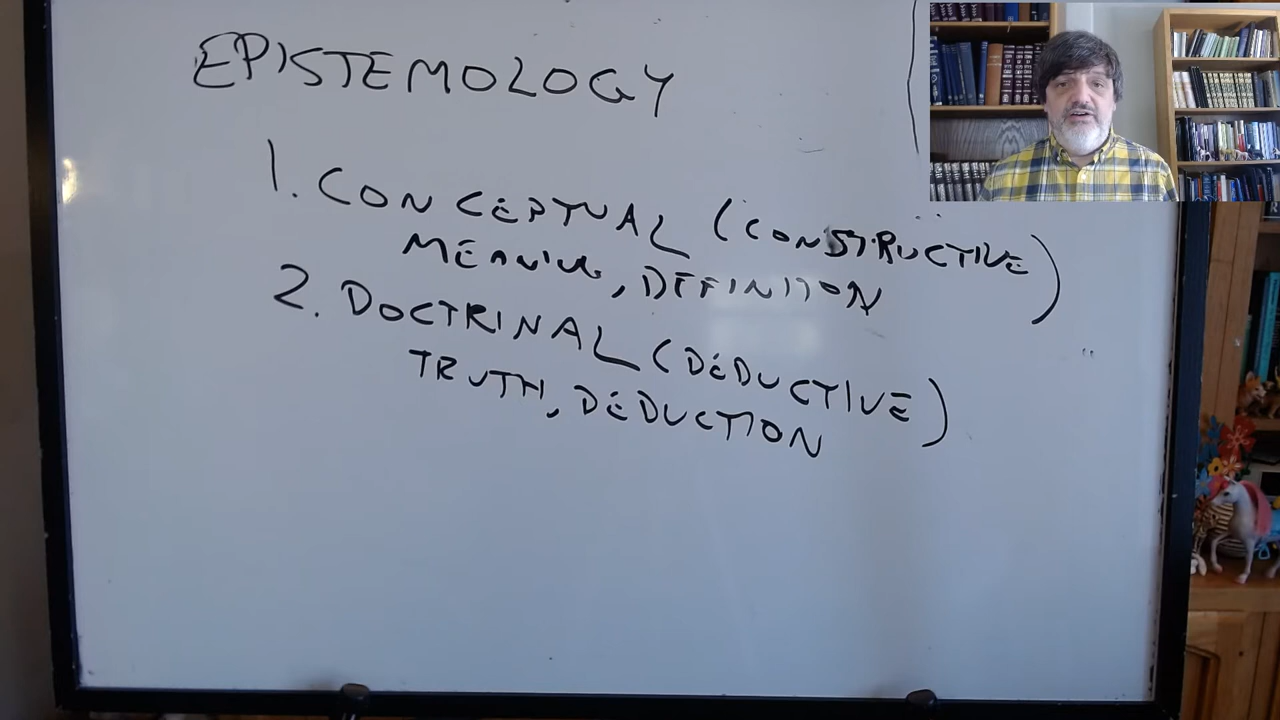 EPISTEMOLOGY
1. CONCEPTUAL (CONSTRUCTIVE)
MEANING, DEFINITION
2. DOCTRINAL (DEDUCTIVE)
TRUTH, DEDUCTION